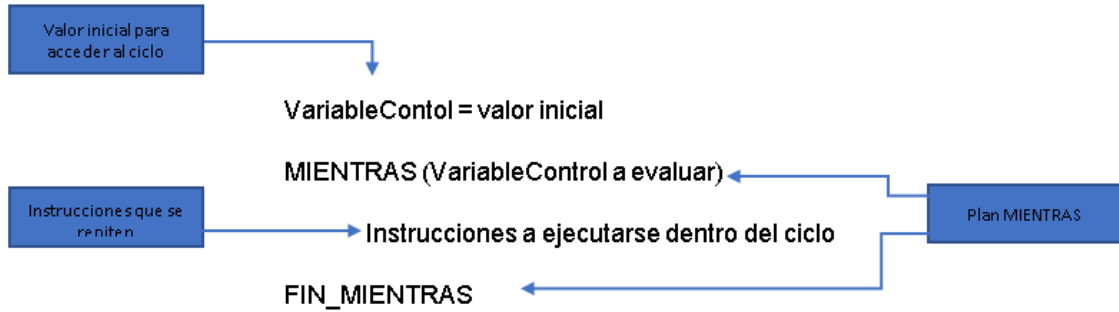 Valor inicial para
acceder al ciclo
VariableContol = valor inicial
MIENTRAS (VariableControl a evaluar)
Instrucciones que se
repiten
Instrucciones a ejecutarse dentro del ciclo
Plan MIENTRAS
FIN_MIENTRAS